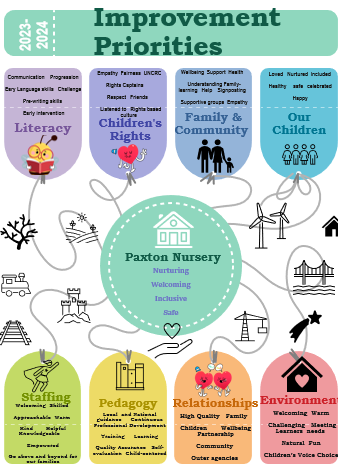 2023-
2024
Improvement
Priorities
Communication Progression
Eary Language skills Challenge
Pre-writing skills
Early intervention
Literacy
Empathy Fairness UNCRC
Rights Explains
Respect Friends
Listened to Rights based
culture
Children's
Rights
Wellbeing Support Health
Understanding Family-
learning Help Signposting
Supportive groups Empathy
Family &
Community
Loved Nurtured Included
Healthy safe celebrated
Happy
Our
Children
Paxton Nursery
Nurturing
Welcoming
Inclusive
Safe
Staffing
Welcoming Skilled
Approachable Warm
Kind Helpful
Knowledgeable
Empowered
Go above and beyond for
our families
Pedagogy
Local and National
Guidance Continuous
Professional Development
Training Learning
Quality Assurance Self-
evaluation Child-centered
Relationships
High Quality Family
Children Wellbeing
Partnership
Community
Outer agencies
Environment
Welcoming Warm
Challenging Meeting
Learners needs
Natural Fun
Children's Voice Choice